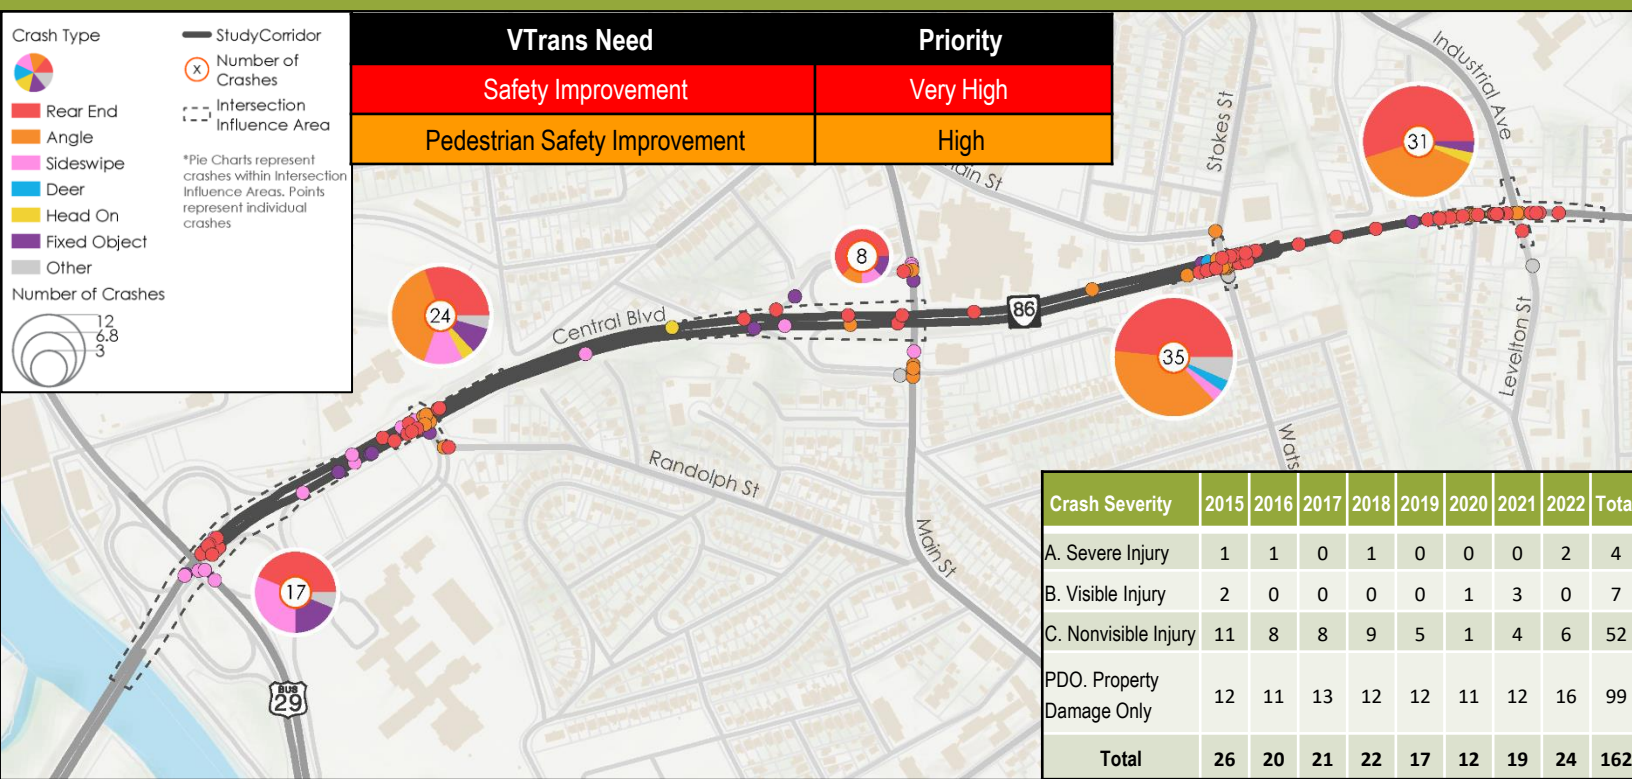 Crash Type
Rear End
Angle
Sideswipe
Deer
Head On
Fixed Object
Other
Number of Crashes
12
6.8
3
StudyCorridor
X
Number of
Crashes
Intersection
Influence Area
*Pie Charts represent
crashes within Intersection
Influence Areas. Points
represent individual
crashes
VTrans Need Priority
Safety Improvement Very High
Pedestrian Safety Improvement High
Industrial Ave
Stokes St
ain St
31
8
24
Central Blvd
86
35
Levelton St
Wats
Randolph St
Main St
17
BUS
29
Crash Severity 2015 2016 2017 2018 2019 2020 2021 2022 Tota
A. Severe Injury 1 1 0 1 0 0 0 2 4
B. Visible Injury 2 0 0 0 0 1 3 0 7
C. Nonvisible Injury 11 8 8 9 5 1 4 6 52
PDO. Property
Damage Only 12 11 13 12 12 11 12 16 99
Total 26 20 21 22 17 12 19 24 162